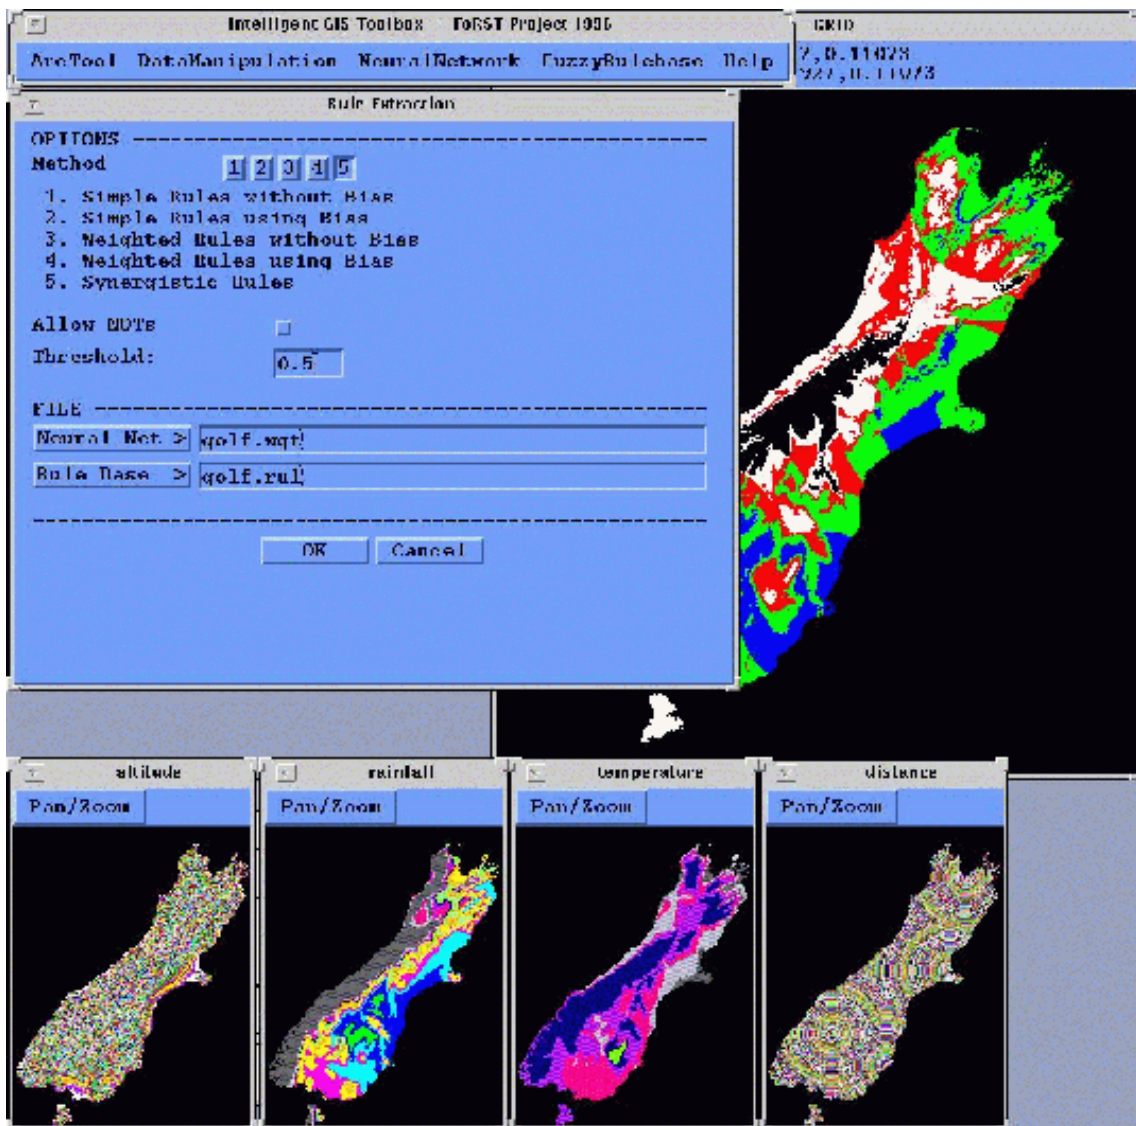 Intelligent GIS Toolbox - FoRST Project 1996
GRID
ArcTool DataManipulation NeuralNetwork FuzzyRulebase Help
Rule Extraction
OPTIONS
Method 1 2 3 4 5
1. Simple Rules without Bias
2. Simple Rules using Bias
3. Weighted Rules without Bias
4. Weighted Rules using Bias
5. Synergistic Rules
Allow NOTs
Threshold: 0.5
FILE
Neural Net > golf.wgt
Rule Base > golf.rul
OK Cancel
altitude
rainfall
temperature
distance
Pan/Zoom
Pan/Zoom
Pan/Zoom
Pan/Zoom